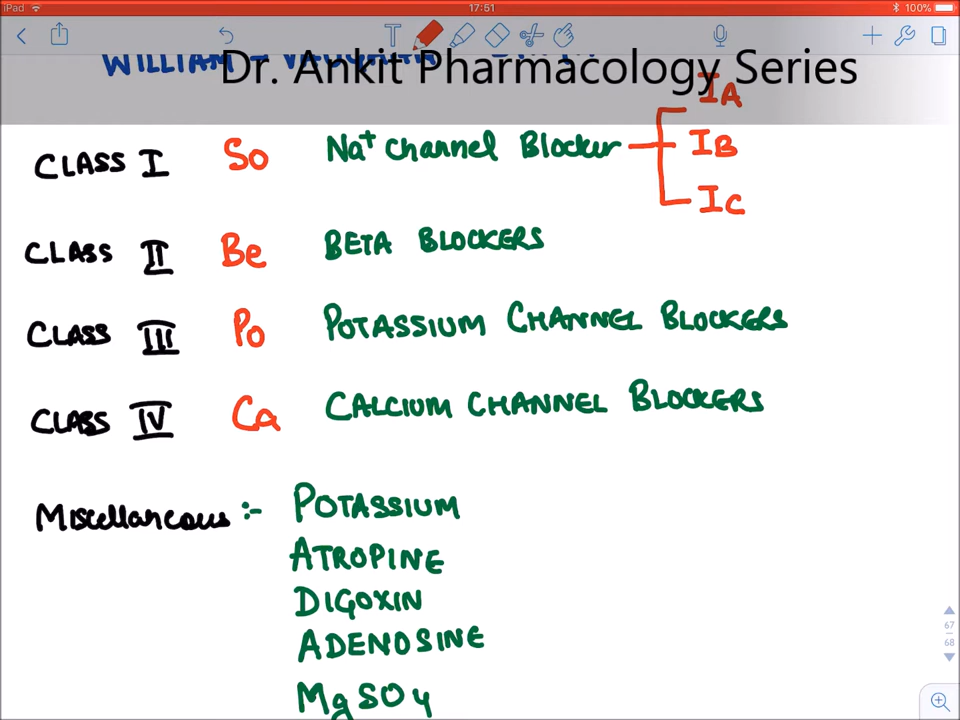 iPad 17:51 100%
WILLIAM - VAUGHAN
Dr. Ankit Pharmacology Series
IA
CLASS I So Na+ channel Blocker IB
IC
CLASS II Be BETA BLOCKERS
CLASS III Po POTASSIUM CHANNEL BLOCKERS
CLASS IV Ca CALCIUM CHANNEL BLOCKERS
Miscellaneous :- POTASSIUM
ATROPINE
DIGOXIN
ADENOSINE
MgSO4
67
68